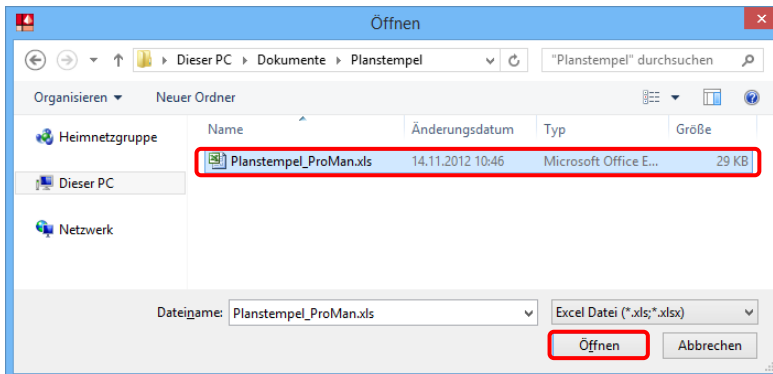 Öffnen
Dieser PC Dokumente Planstempel "Planstempel" durchsuchen
Organisieren Neuer Ordner
Name Änderungsdatum Typ Größe
Heimnetzgruppe
Planstempel_ProMan.xls 14.11.2012 10:46 Microsoft Office E... 29 KB
Dieser PC
Netzwerk
Dateiname: Planstempel_ProMan.xls Excel Datei (*.xls;*.xlsx)
Öffnen Abbrechen